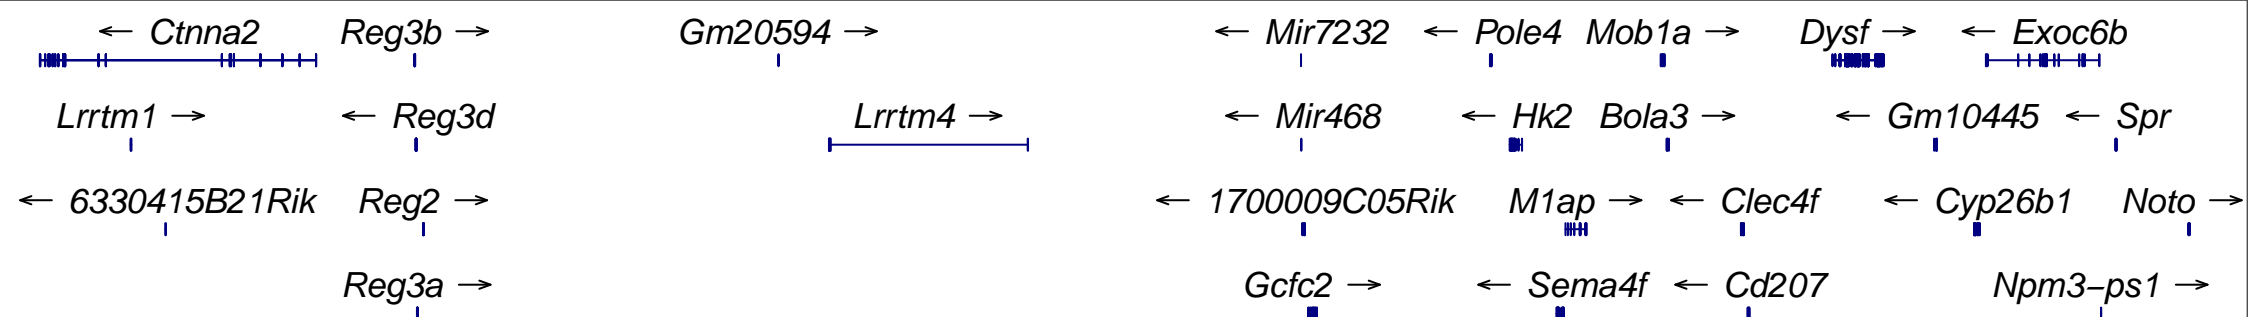 ← Ctnna2 Reg3b → Gm20594 → ← Mir7232 ← Pole4 Mob1a → Dysf → ← Exoc6b
Lrrtm1 → ← Reg3d Lrrtm4 → ← Mir468 ← Hk2 Bola3 → ← Gm10445 ← Spr
← 6330415B21Rik Reg2 → ← 1700009C05Rik M1ap → ← Clec4f ← Cyp26b1 Noto →
Reg3a → Gcfc2 → ← Sema4f ← Cd207 Npm3−ps1 →